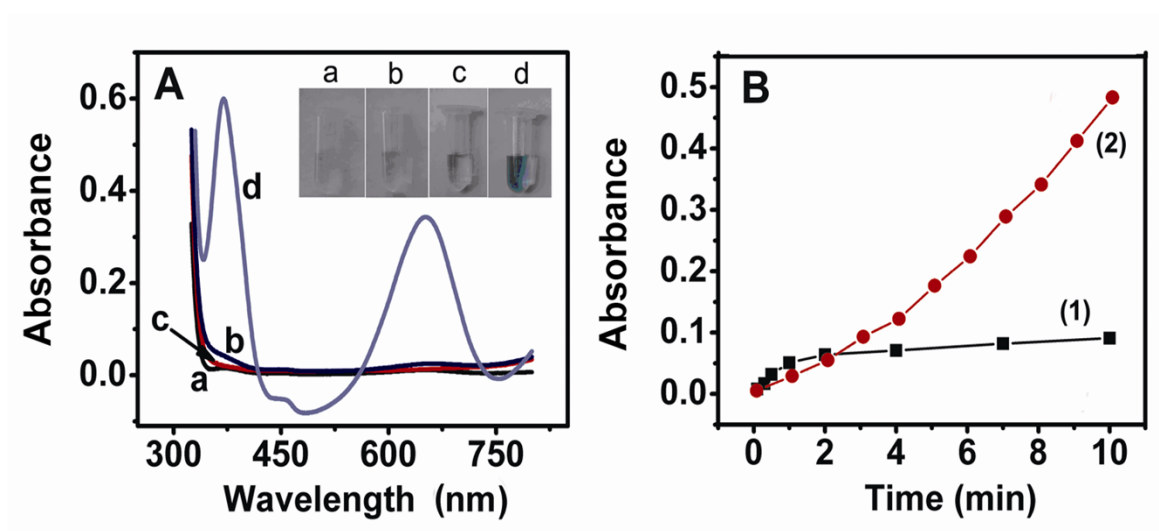 A
a b c d
0.6
0.4
0.2
0.0
d
c
b
a
Absorbance
300 450 600 750
Wavelength (nm)
B
0.5
0.4
0.3
0.2
0.1
0.0
(2)
(1)
Absorbance
0 2 4 6 8 10
Time (min)